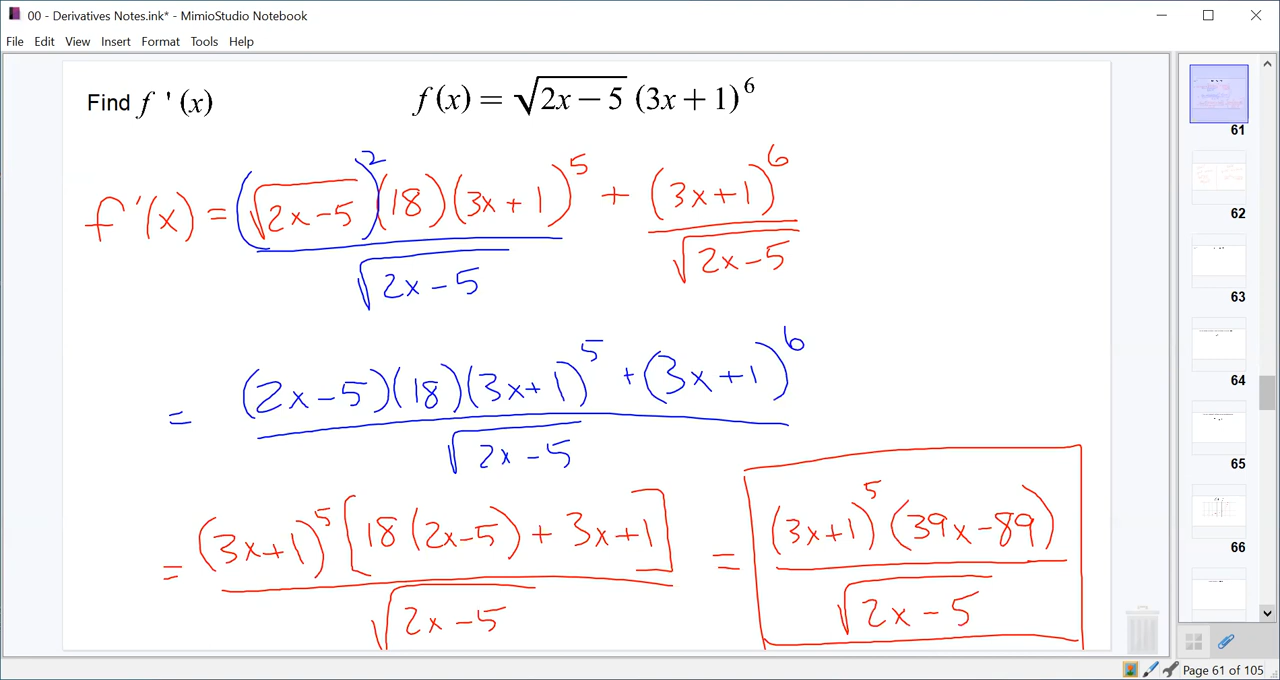 00 - Derivatives Notes.ink* - MimioStudio Notebook
File Edit View Insert Format Tools Help
Find f '(x) f(x) = √(2x − 5) (3x + 1)^6
f'(x) = (√(2x−5))^2 (18)(3x+1)^5 / √(2x−5) + (3x+1)^6 / √(2x−5)
= ((2x−5)(18)(3x+1)^5 + (3x+1)^6) / √(2x−5)
= (3x+1)^5 [18(2x−5) + 3x+1] / √(2x−5) = (3x+1)^5 (39x−89) / √(2x−5)
61
62
63
64
65
66
Page 61 of 105